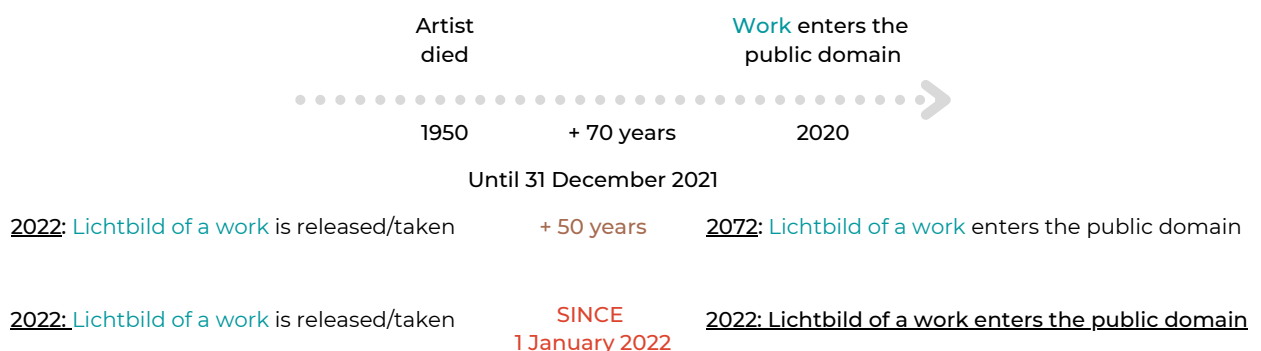 Artist
died
Work enters the
public domain
1950
+ 70 years
2020
Until 31 December 2021
2022: Lichtbild of a work is released/taken
+ 50 years
2072: Lichtbild of a work enters the public domain
2022: Lichtbild of a work is released/taken
SINCE
1 January 2022
2022: Lichtbild of a work enters the public domain